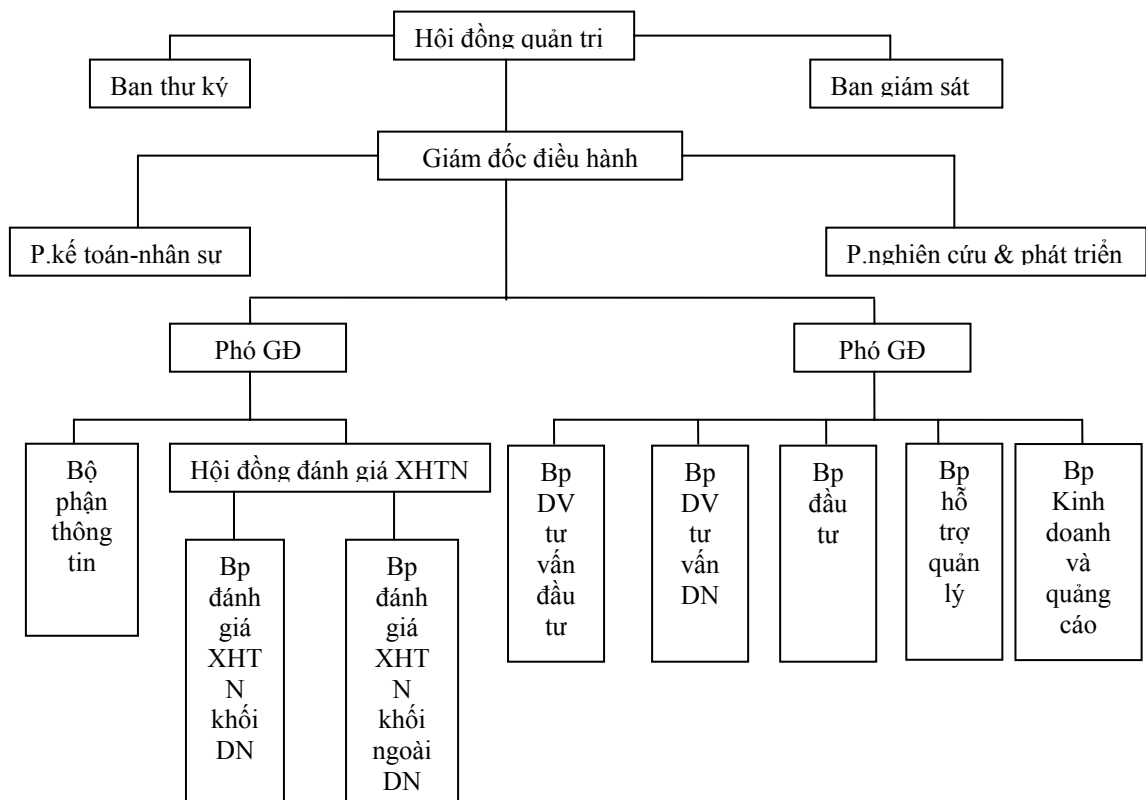 Hội đồng quản trị
Ban thư ký
Ban giám sát
Giám đốc điều hành
P.kế toán-nhân sự
P.nghiên cứu & phát triển
Phó GĐ
Phó GĐ
Bộ
phận
thông
tin
Hội đồng đánh giá XHTN
Bp
đánh
giá
XHT
N
khối
DN
Bp
đánh
giá
XHT
N
khối
ngoài
DN
Bp
DV
tư
vấn
đầu
tư
Bp
DV
tư
vấn
DN
Bp
đầu
tư
Bp
hỗ
trợ
quản
lý
Bp
Kinh
doanh
và
quảng
cáo